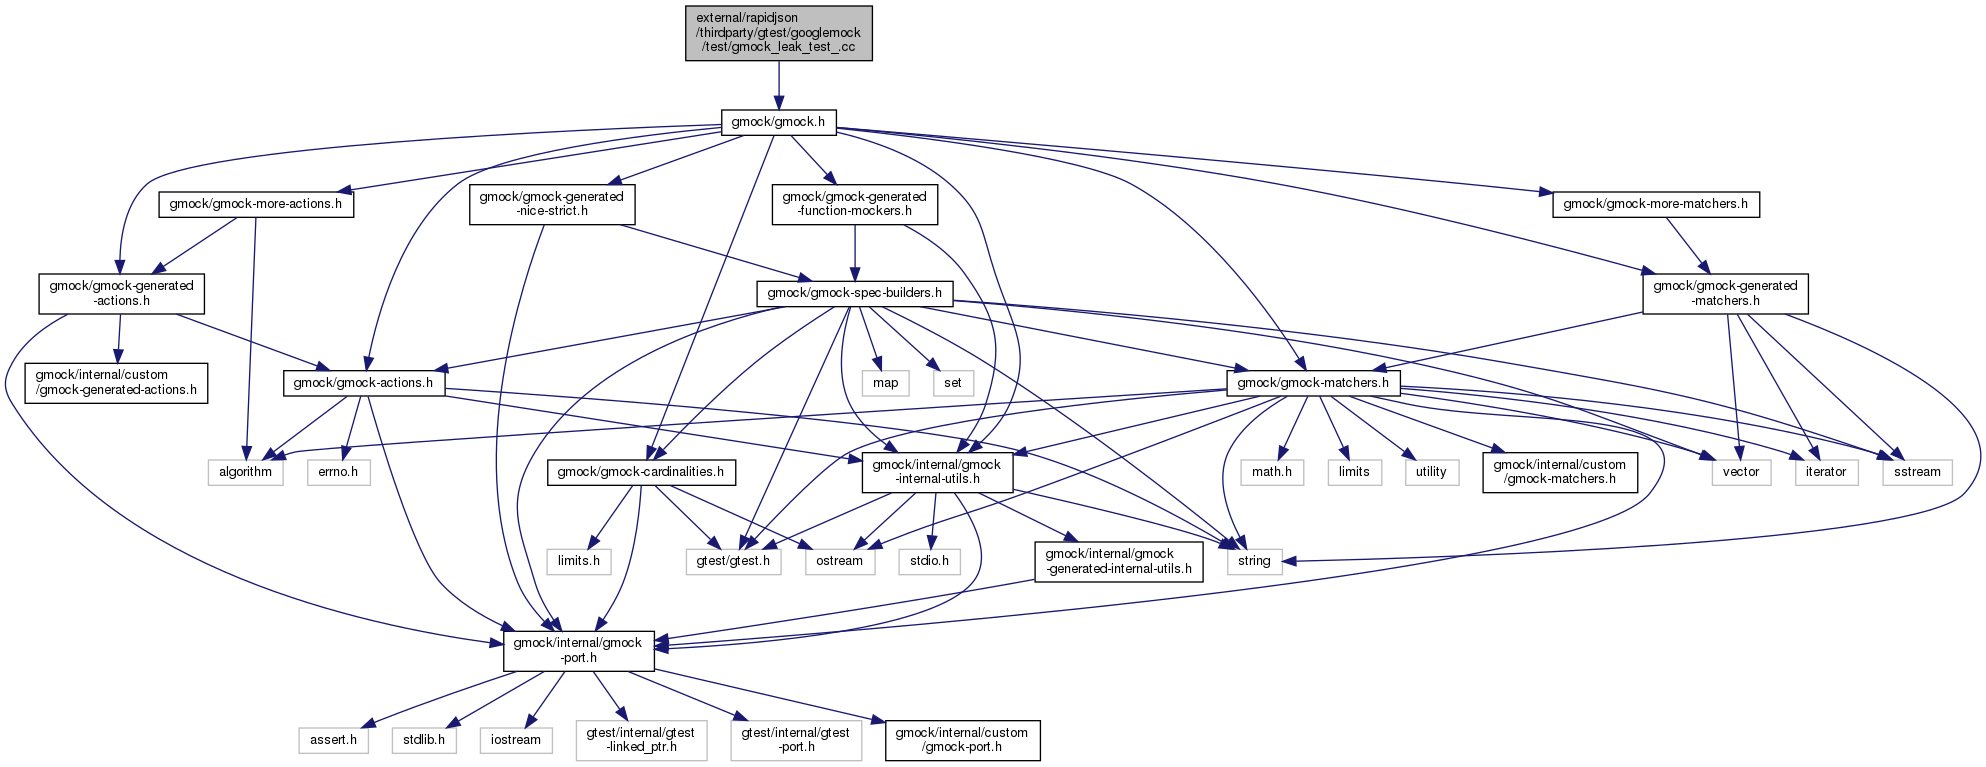 external/rapidjson
/thirdparty/gtest/googlemock
/test/gmock_leak_test_.cc
gmock/gmock.h
gmock/gmock-more-actions.h
gmock/gmock-generated
-nice-strict.h
gmock/gmock-generated
-function-mockers.h
gmock/gmock-more-matchers.h
gmock/gmock-generated
-actions.h
gmock/gmock-spec-builders.h
gmock/gmock-generated
-matchers.h
gmock/internal/custom
/gmock-generated-actions.h
gmock/gmock-actions.h
map
set
gmock/gmock-matchers.h
algorithm
errno.h
gmock/gmock-cardinalities.h
gmock/internal/gmock
-internal-utils.h
math.h
limits
utility
gmock/internal/custom
/gmock-matchers.h
vector
iterator
sstream
limits.h
gtest/gtest.h
ostream
stdio.h
gmock/internal/gmock
-generated-internal-utils.h
string
gmock/internal/gmock
-port.h
assert.h
stdlib.h
iostream
gtest/internal/gtest
-linked_ptr.h
gtest/internal/gtest
-port.h
gmock/internal/custom
/gmock-port.h